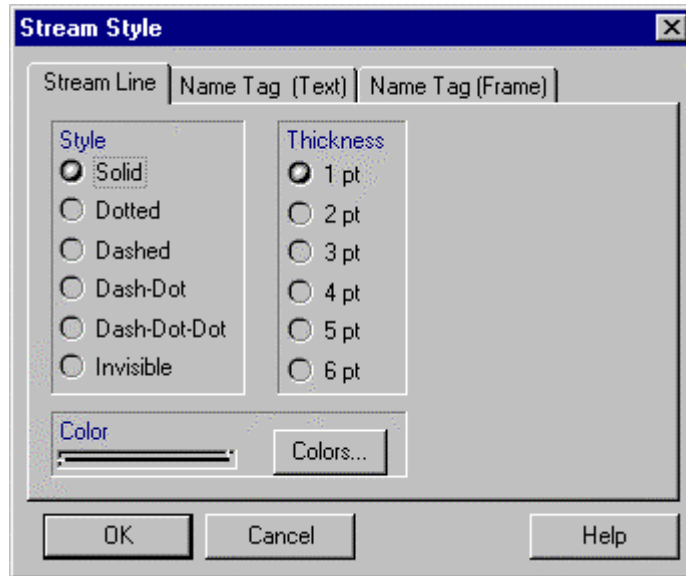 Stream Style
Stream Line
Name Tag (Text)
Name Tag (Frame)
Style
Solid
Dotted
Dashed
Dash-Dot
Dash-Dot-Dot
Invisible
Thickness
1 pt
2 pt
3 pt
4 pt
5 pt
6 pt
Color
Colors...
OK
Cancel
Help